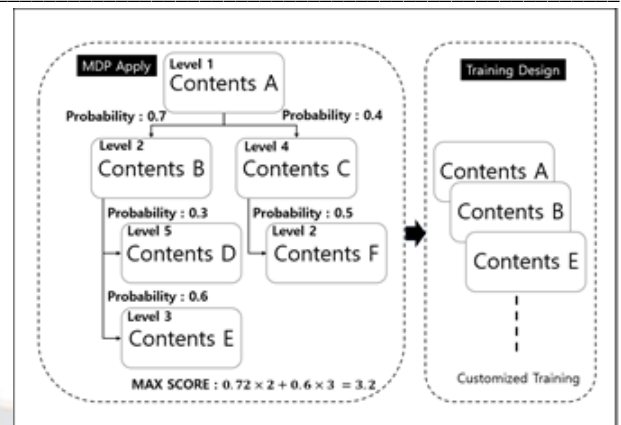 MDP Apply
Level 1
Contents A
Probability : 0.7
Probability : 0.4
Level 2
Contents B
Level 4
Contents C
Probability : 0.3
Probability : 0.5
Level 5
Contents D
Level 2
Contents F
Probability : 0.6
Level 3
Contents E
MAX SCORE : 0.72 × 2 + 0.6 × 3 = 3.2
Training Design
Contents A
Contents B
Contents E
Customized Training